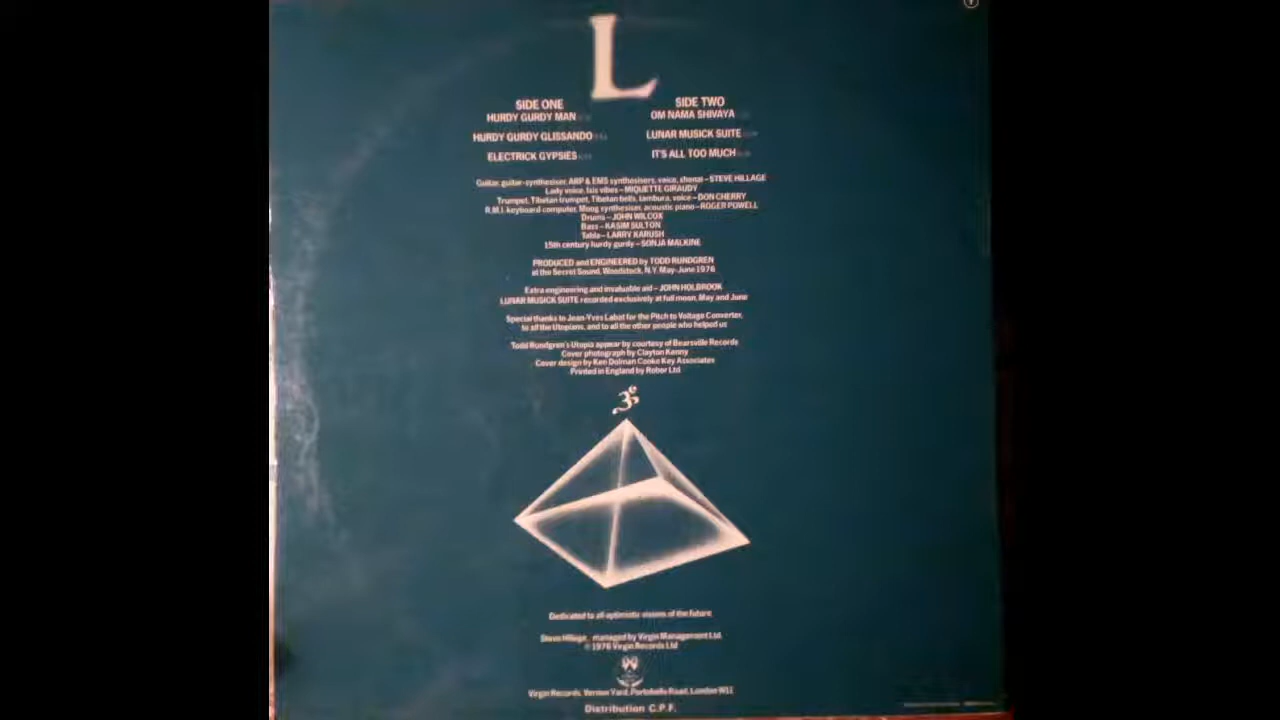 L
SIDE ONE
HURDY GURDY MAN
HURDY GURDY GLISSANDO
ELECTRICK GYPSIES
SIDE TWO
OM NAMA SHIVAYA
LUNAR MUSICK SUITE
IT'S ALL TOO MUCH
Guitar, guitar-synthesiser, ARP & EMS synthesisers, voice, shenai – STEVE HILLAGE
Lady voice, Isis vibes – MIQUETTE GIRAUDY
Trumpet, Tibetan trumpet, Tibetan bells, tambura, voice – DON CHERRY
R.M.I. keyboard computer, Moog synthesiser, acoustic piano – ROGER POWELL
Drums – JOHN WILCOX
Bass – KASIM SULTON
Tabla – LARRY KARUSH
15th century hurdy gurdy – SONJA MALKINE
PRODUCED and ENGINEERED by TODD RUNDGREN
at the Secret Sound, Woodstock, N.Y. May-June 1976
Extra engineering and invaluable aid – JOHN HOLBROOK
LUNAR MUSICK SUITE recorded exclusively at full moon, May and June
Special thanks to Jean-Yves Labat for the Pitch to Voltage Converter,
to all the Utopians, and to all the other people who helped us
Todd Rundgren's Utopia appear by courtesy of Bearsville Records
Cover photograph by Clayton Kenny
Cover design by Ken Dolman Cooke Key Associates
Printed in England by Robor Ltd.
ॐ
Dedicated to all optimistic visions of the future
Steve Hillage, managed by Virgin Management Ltd.
℗ 1976 Virgin Records Ltd
Virgin Records, Vernon Yard, Portobello Road, London W11
Distribution C.P.F.